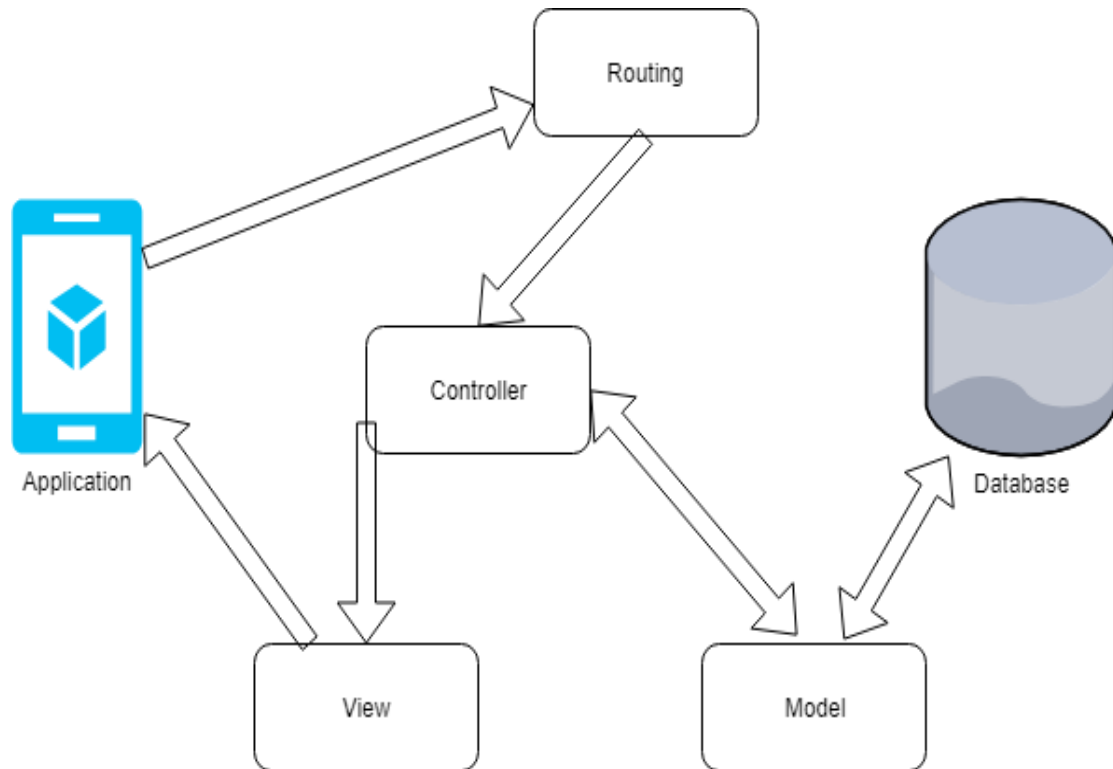 Routing
Controller
Application
Database
View
Model